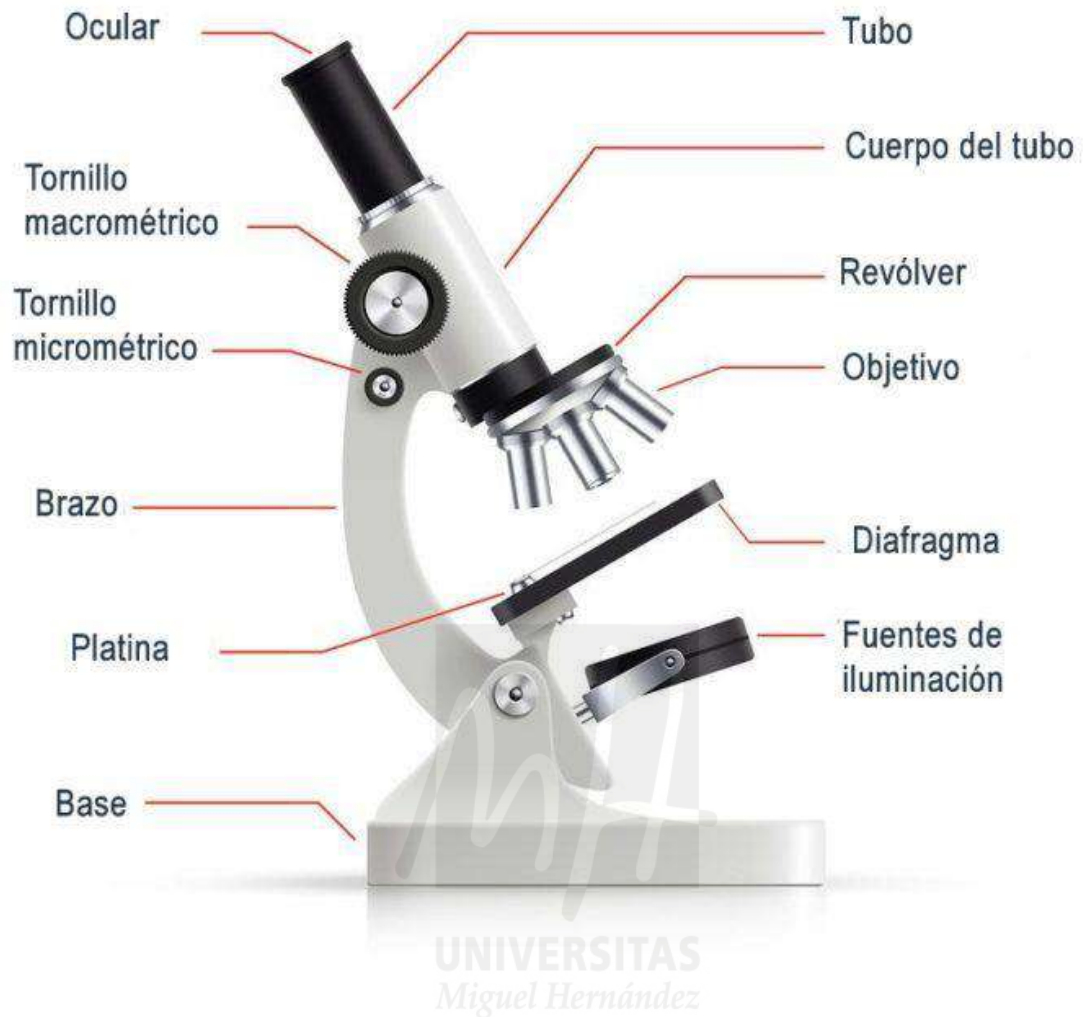 Ocular
Tubo
Cuerpo del tubo
Tornillo
macrométrico
Revólver
Tornillo
micrométrico
Objetivo
Brazo
Diafragma
Platina
Fuentes de
iluminación
Base
UNIVERSITAS
Miguel Hernández